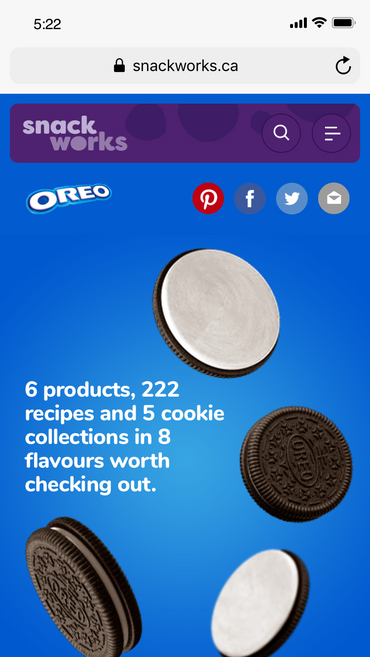 5:22
snackworks.ca
snack
works
OREO
6 products, 222
recipes and 5 cookie
collections in 8
flavours worth
checking out.
OREO